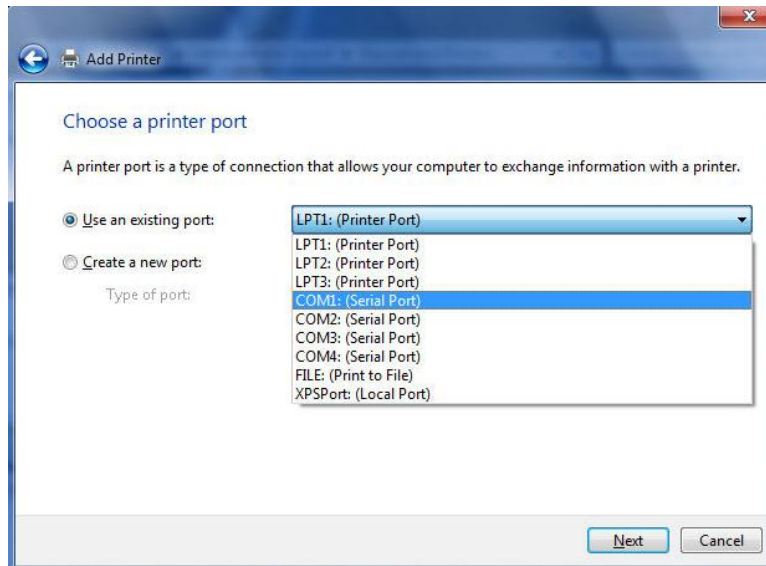 X
Add Printer
Choose a printer port
A printer port is a type of connection that allows your computer to exchange information with a printer.
Use an existing port: LPT1: (Printer Port)
LPT1: (Printer Port)
Create a new port: LPT2: (Printer Port)
LPT3: (Printer Port)
Type of port: COM1: (Serial Port)
COM2: (Serial Port)
COM3: (Serial Port)
COM4: (Serial Port)
FILE: (Print to File)
XPSPort: (Local Port)
Next Cancel